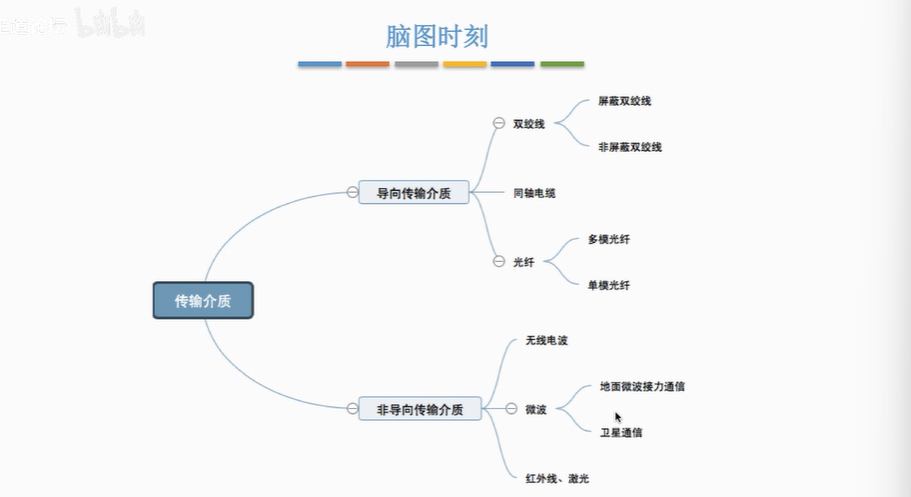 bilibili
脑图时刻
屏蔽双绞线
双绞线
非屏蔽双绞线
导向传输介质
同轴电缆
多模光纤
光纤
单模光纤
传输介质
无线电波
地面微波接力通信
非导向传输介质
微波
卫星通信
红外线、激光